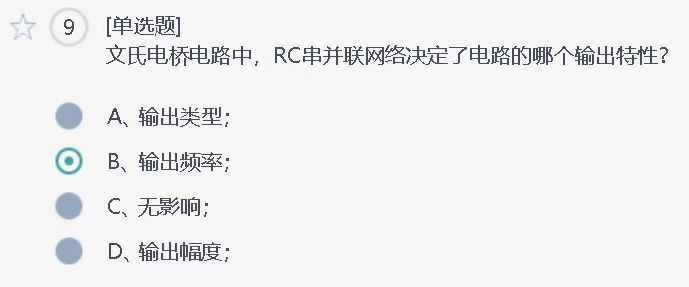 9
[单选题]
文氏电桥电路中，RC串并联网络决定了电路的哪个输出特性？
A、输出类型；
B、输出频率；
C、无影响；
D、输出幅度；